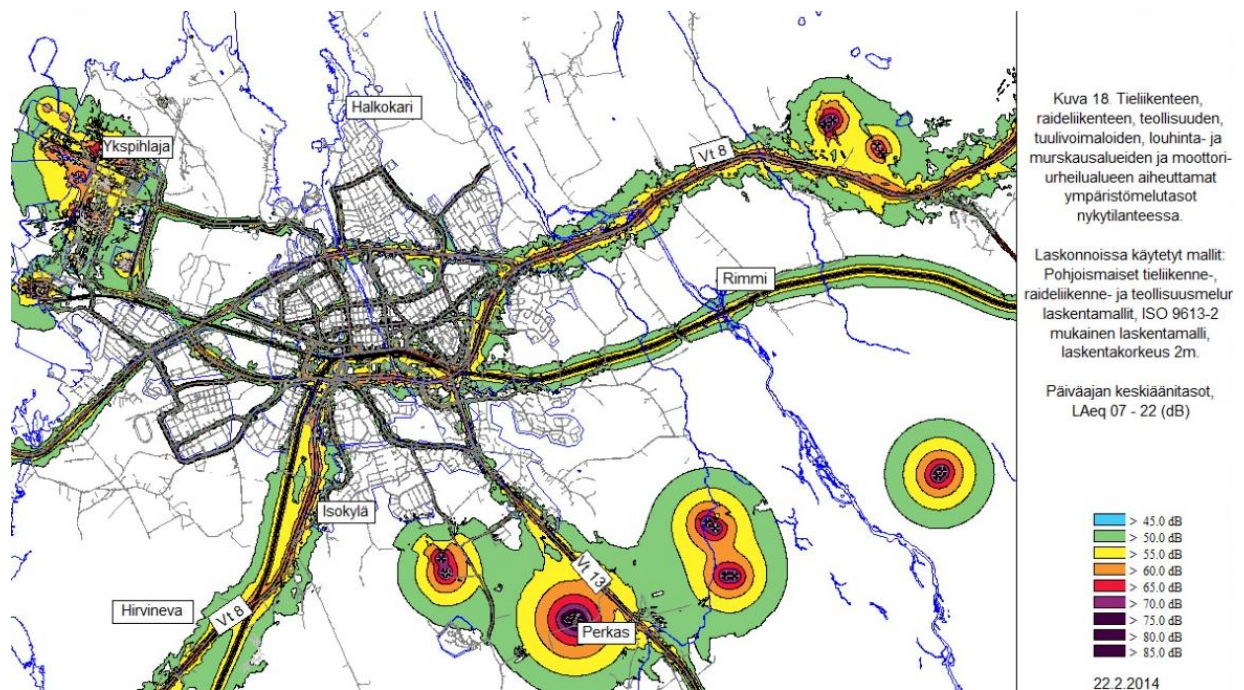 Halkokari
Ykspihlaja
Vt 8
Rimmi
Isokylä
Hirvineva
Vt 8
Vt 13
Perkas
Kuva 18. Tieliikenteen,
raideliikenteen, teollisuuden,
tuulivoimaloiden, louhinta- ja
murskausalueiden ja moottori-
urheilualueen aiheuttamat
ympäristömelutasot
nykytilanteessa.
Laskonnoissa käytetyt mallit:
Pohjoismaiset tieliikenne-,
raideliikenne- ja teollisuusmelun
laskentamallit, ISO 9613-2
mukainen laskentamalli,
laskentakorkeus 2m.
Päiväajan keskiäänitasot,
LAeq 07 - 22 (dB)
> 45.0 dB
> 50.0 dB
> 55.0 dB
> 60.0 dB
> 65.0 dB
> 70.0 dB
> 75.0 dB
> 80.0 dB
> 85.0 dB
22.2.2014